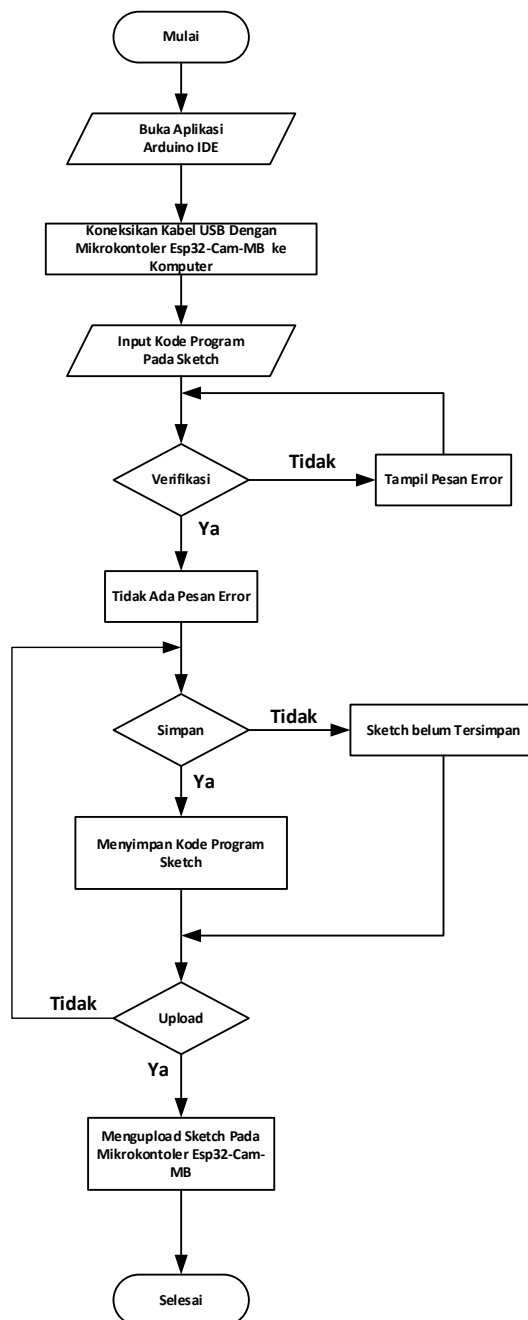 Mulai
Buka Aplikasi
Arduino IDE
Koneksikan Kabel USB Dengan
Mikrokontoler Esp32-Cam-MB ke
Komputer
Input Kode Program
Pada Sketch
Verifikasi
Tidak
Tampil Pesan Error
Ya
Tidak Ada Pesan Error
Simpan
Tidak
Sketch belum Tersimpan
Ya
Menyimpan Kode Program
Sketch
Upload
Tidak
Ya
Mengupload Sketch Pada
Mikrokontoler Esp32-Cam-
MB
Selesai